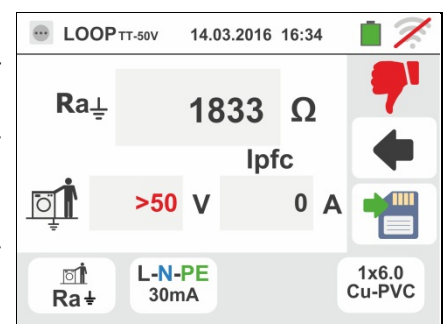 LOOP TT-50V 14.03.2016 16:34
Ra 1833 Ω
Ipfc
>50 V 0 A
Ra
L-N-PE
30mA
1x6.0
Cu-PVC